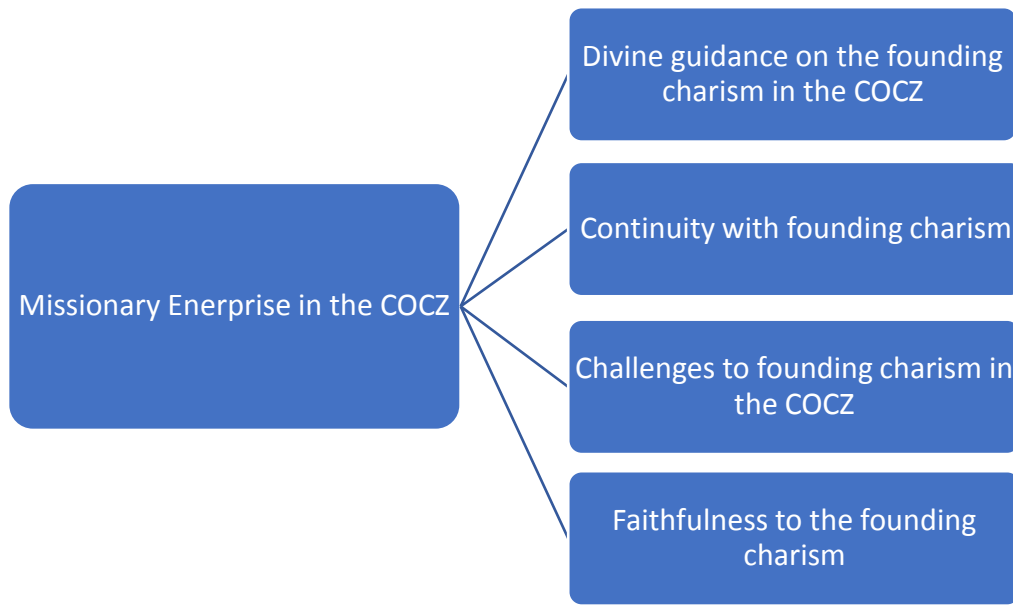 Divine guidance on the founding
charism in the COCZ
Continuity with founding charism
Missionary Enerprise in the COCZ
Challenges to founding charism in
the COCZ
Faithfulness to the founding
charism